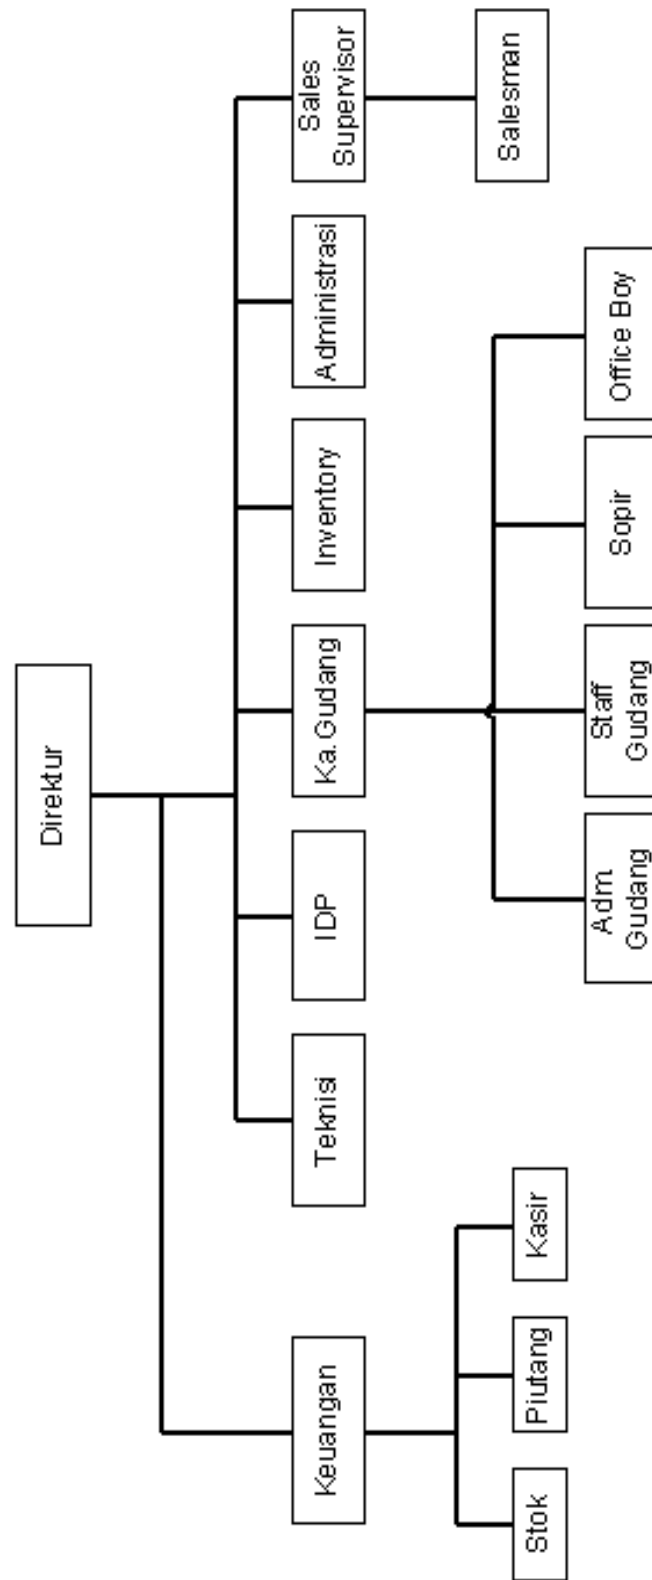 Direktur
Keuangan
Teknisi
IDP
Ka.Gudang
Inventory
Administrasi
Sales
Supervisor
Stok
Piutang
Kasir
Adm.
Gudang
Staff
Gudang
Sopir
Office Boy
Salesman